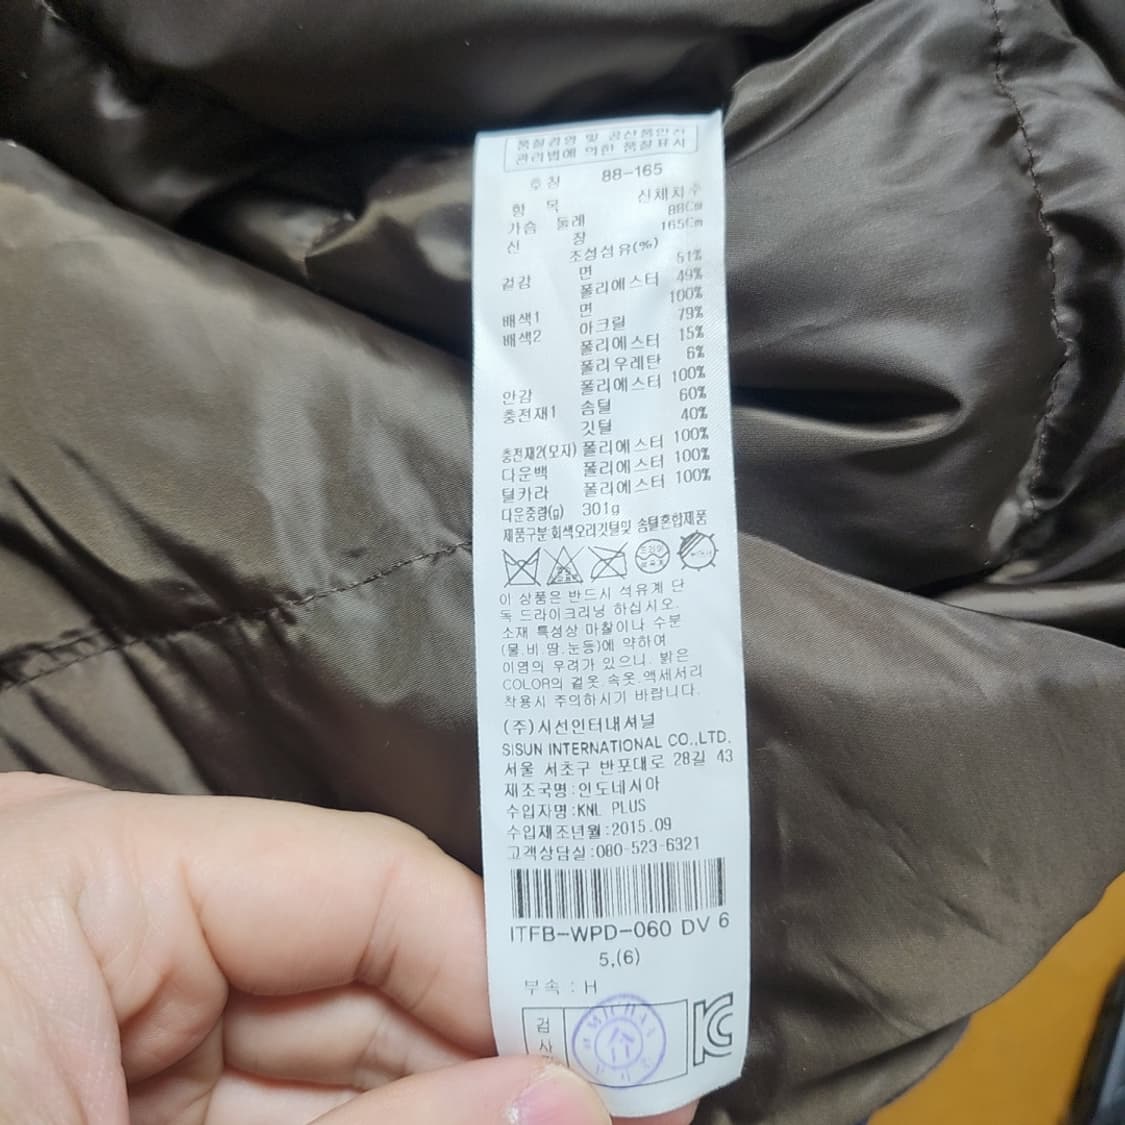 품질경영 및 공산품안전
관리법에 의한 품질표시
호칭 88-165
항 목 신체치수
가슴 둘레 88Cm
신 장 165Cm
조성섬유(%)
겉감 면 51%
폴리에스터 49%
배색1 면 100%
배색2 아크릴 79%
폴리에스터 15%
폴리우레탄 6%
안감 폴리에스터 100%
충전재1 솜털 60%
깃털 40%
충전재2(모자) 폴리에스터 100%
다운백 폴리에스터 100%
털카라 폴리에스터 100%
다운중량(g) 301g
제품구분 회색오리깃털및 솜털혼합제품
이 상품은 반드시 석유계 단
독 드라이크리닝 하십시오.
소재 특성상 마찰이나 수분
(물.비.땀.눈등)에 약하여
이염의 우려가 있으니. 밝은
COLOR의 겉옷 속옷.액세서리
착용시 주의하시기 바랍니다.
(주)시선인터내셔널
SISUN INTERNATIONAL CO.,LTD.
서울 서초구 반포대로 28길 43
제조국명:인도네시아
수입자명:KNL PLUS
수입제조년월:2015.09
고객상담실:080-523-6321
ITFB-WPD-060 DV 6
5,(6)
부속 : H
검
사
KC